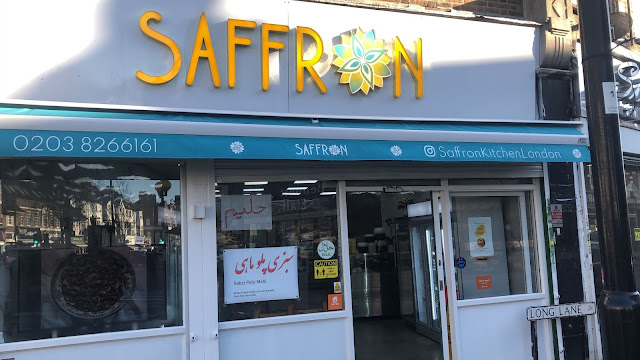 SAFFRON
0203 8266161
SAFFRON
SaffronKitchenLondon
حلیم
سبزی پلو ماهی
Sabzi Polo Mahi
CAUTION
LONG LANE